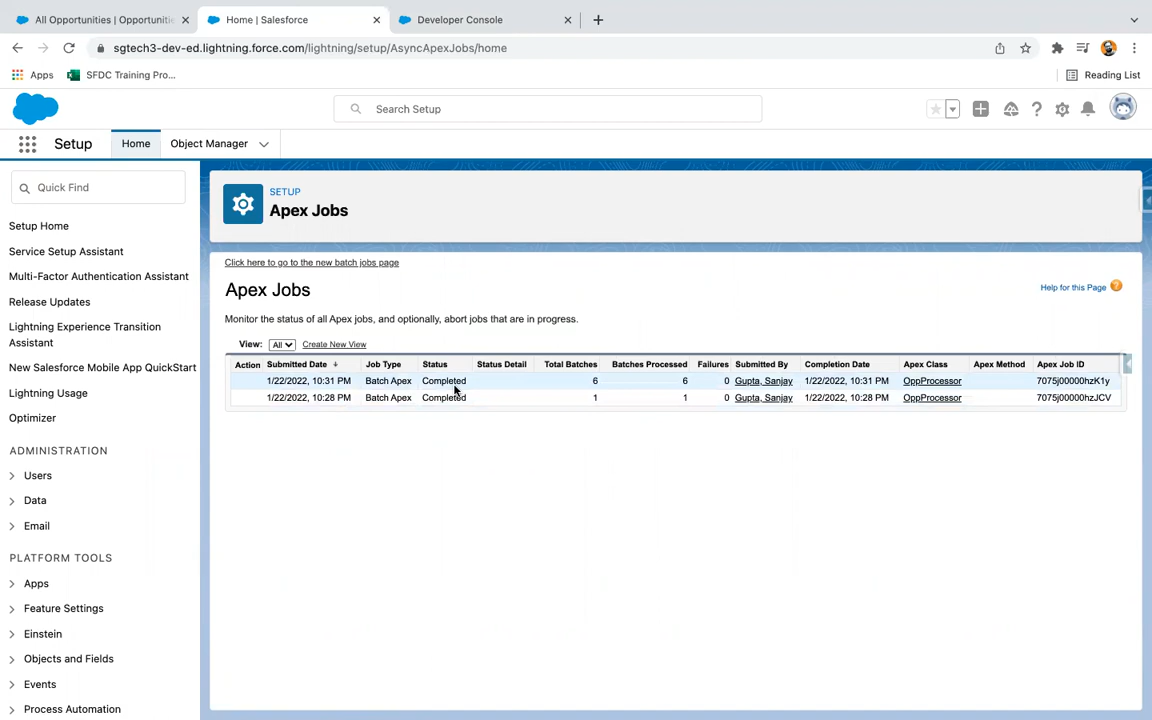 All Opportunities | Opportunitie
Home | Salesforce
Developer Console
sgtech3-dev-ed.lightning.force.com/lightning/setup/AsyncApexJobs/home
Apps
SFDC Training Pro...
Reading List
Search Setup
Setup
Home
Object Manager
Quick Find
Setup Home
Service Setup Assistant
Multi-Factor Authentication Assistant
Release Updates
Lightning Experience Transition
Assistant
New Salesforce Mobile App QuickStart
Lightning Usage
Optimizer
ADMINISTRATION
Users
Data
Email
PLATFORM TOOLS
Apps
Feature Settings
Einstein
Objects and Fields
Events
Process Automation
SETUP
Apex Jobs
Click here to go to the new batch jobs page
Apex Jobs
Help for this Page
Monitor the status of all Apex jobs, and optionally, abort jobs that are in progress.
View: All Create New View
Action Submitted Date Job Type Status Status Detail Total Batches Batches Processed Failures Submitted By Completion Date Apex Class Apex Method Apex Job ID
1/22/2022, 10:31 PM Batch Apex Completed 6 6 0 Gupta, Sanjay 1/22/2022, 10:31 PM OppProcessor 7075j00000hzK1y
1/22/2022, 10:28 PM Batch Apex Completed 1 1 0 Gupta, Sanjay 1/22/2022, 10:28 PM OppProcessor 7075j00000hzJCV